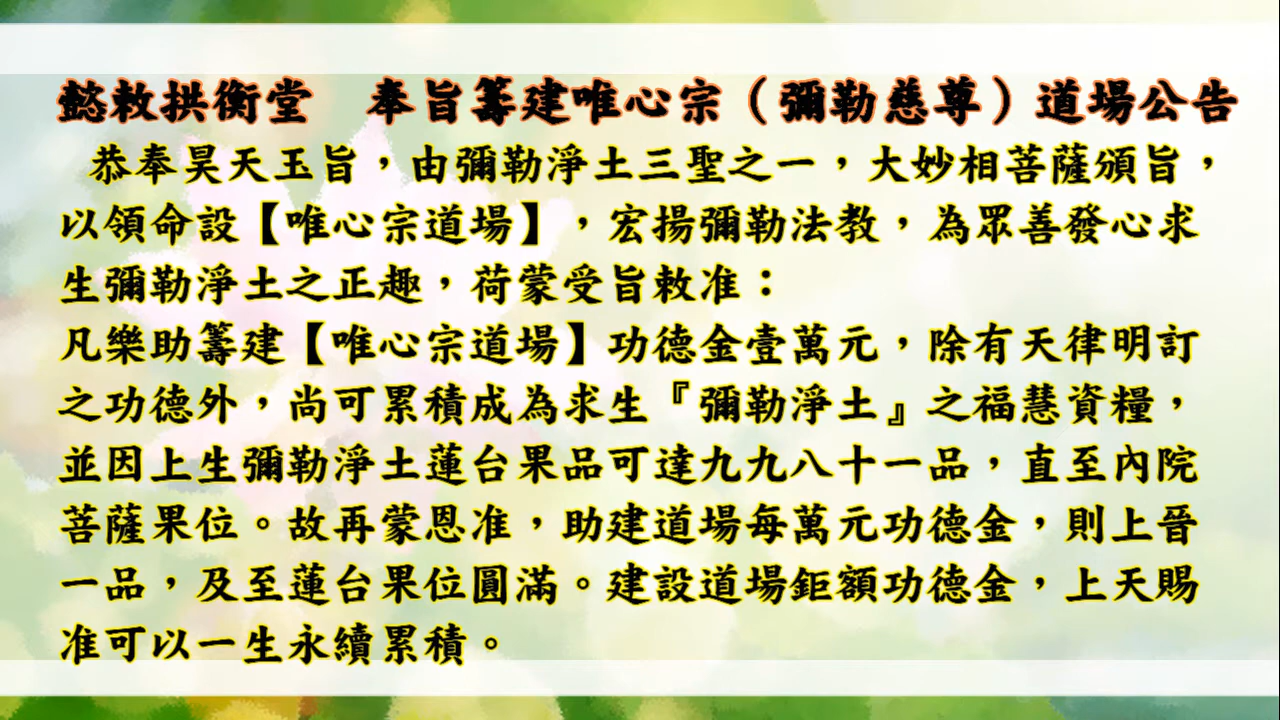 懿敕拱衡堂　奉旨籌建唯心宗（彌勒慈尊）道場公告
恭奉昊天玉旨，由彌勒淨土三聖之一，大妙相菩薩頒旨，
以領命設【唯心宗道場】，宏揚彌勒法教，為眾善發心求
生彌勒淨土之正趣，荷蒙受旨敕准：
凡樂助籌建【唯心宗道場】功德金壹萬元，除有天律明訂
之功德外，尚可累積成為求生『彌勒淨土』之福慧資糧，
並因上生彌勒淨土蓮台果品可達九九八十一品，直至內院
菩薩果位。故再蒙恩准，助建道場每萬元功德金，則上晉
一品，及至蓮台果位圓滿。建設道場鉅額功德金，上天賜
准可以一生永續累積。